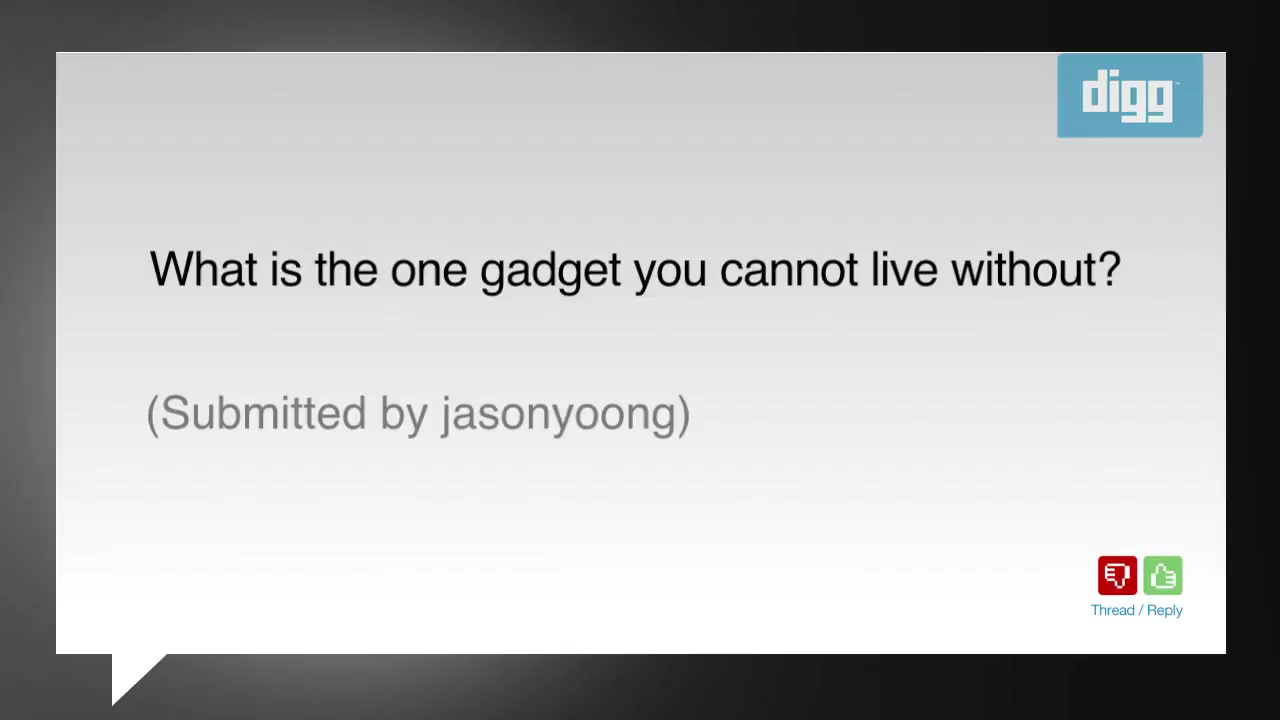 digg
What is the one gadget you cannot live without?
(Submitted by jasonyoong)
Thread / Reply